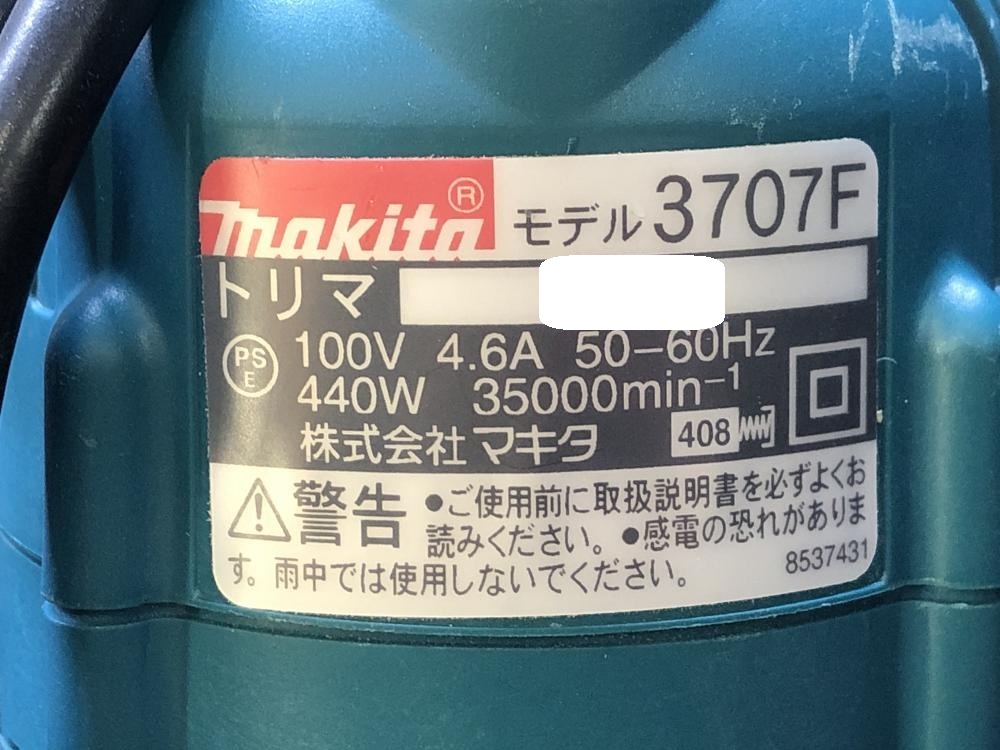 makita® モデル 3707F
トリマ
PS
E
100V 4.6A 50-60Hz
440W 35000min⁻¹
株式会社 マキタ 408
警告 ●ご使用前に取扱説明書を必ずよくお
読みください。●感電の恐れがありま
す。雨中では使用しないでください。
8537431